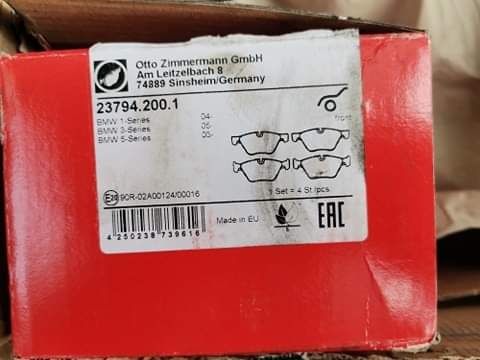 Otto Zimmermann GmbH
Am Leitzelbach 8
74889 Sinsheim/Germany
23794.200.1
BMW 1-Series 04-
BMW 3-Series 05-
BMW 5-Series 03-
front
1 Set = 4 St./pcs.
90R-02A00124/00016
Made in EU
EAC
4 250238 739616